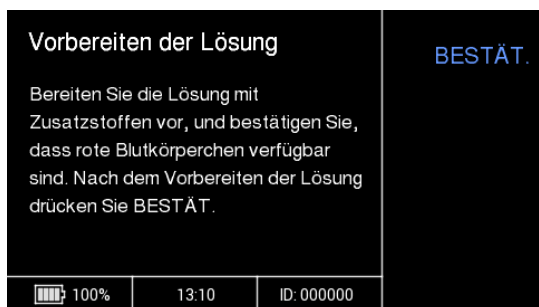 Vorbereiten der Lösung
BESTÄT.
Bereiten Sie die Lösung mit
Zusatzstoffen vor, und bestätigen Sie,
dass rote Blutkörperchen verfügbar
sind. Nach dem Vorbereiten der Lösung
drücken Sie BESTÄT.
100%
13:10
ID: 000000